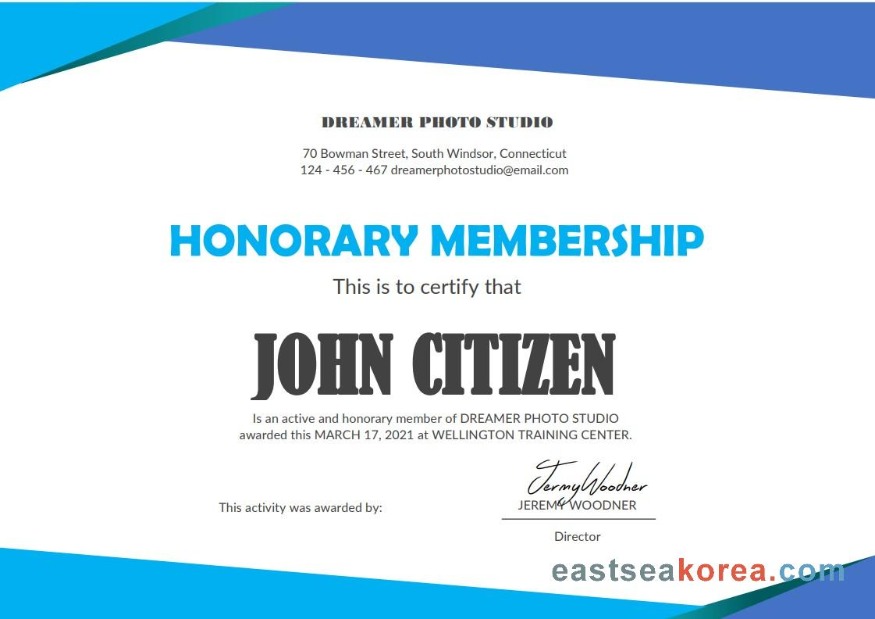 DREAMER PHOTO STUDIO
70 Bowman Street, South Windsor, Connecticut
124 - 456 - 467 dreamerphotostudio@email.com
HONORARY MEMBERSHIP
This is to certify that
JOHN CITIZEN
Is an active and honorary member of DREAMER PHOTO STUDIO
awarded this MARCH 17, 2021 at WELLINGTON TRAINING CENTER.
JermyWoodner
This activity was awarded by:
JEREMY WOODNER
Director
eastseakorea.com